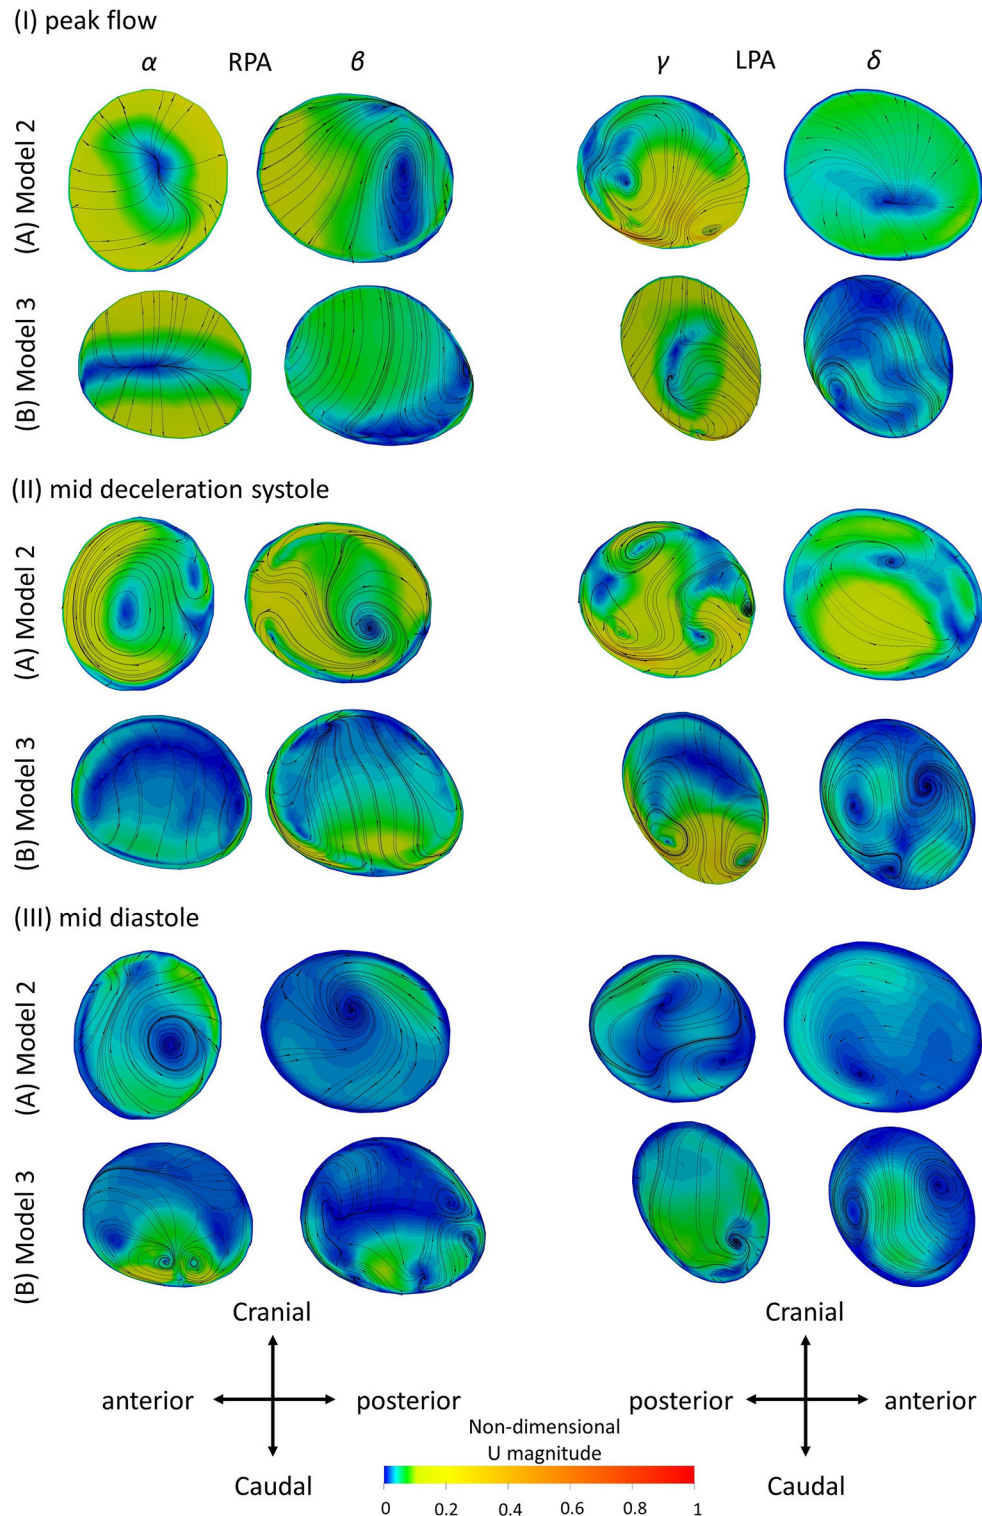 (I) peak flow
α RPA β γ LPA δ
(A) Model 2
(B) Model 3
(II) mid deceleration systole
(A) Model 2
(B) Model 3
(III) mid diastole
(A) Model 2
(B) Model 3
Cranial Cranial
anterior posterior posterior anterior
Caudal Caudal
Non-dimensional
U magnitude
0 0.2 0.4 0.6 0.8 1